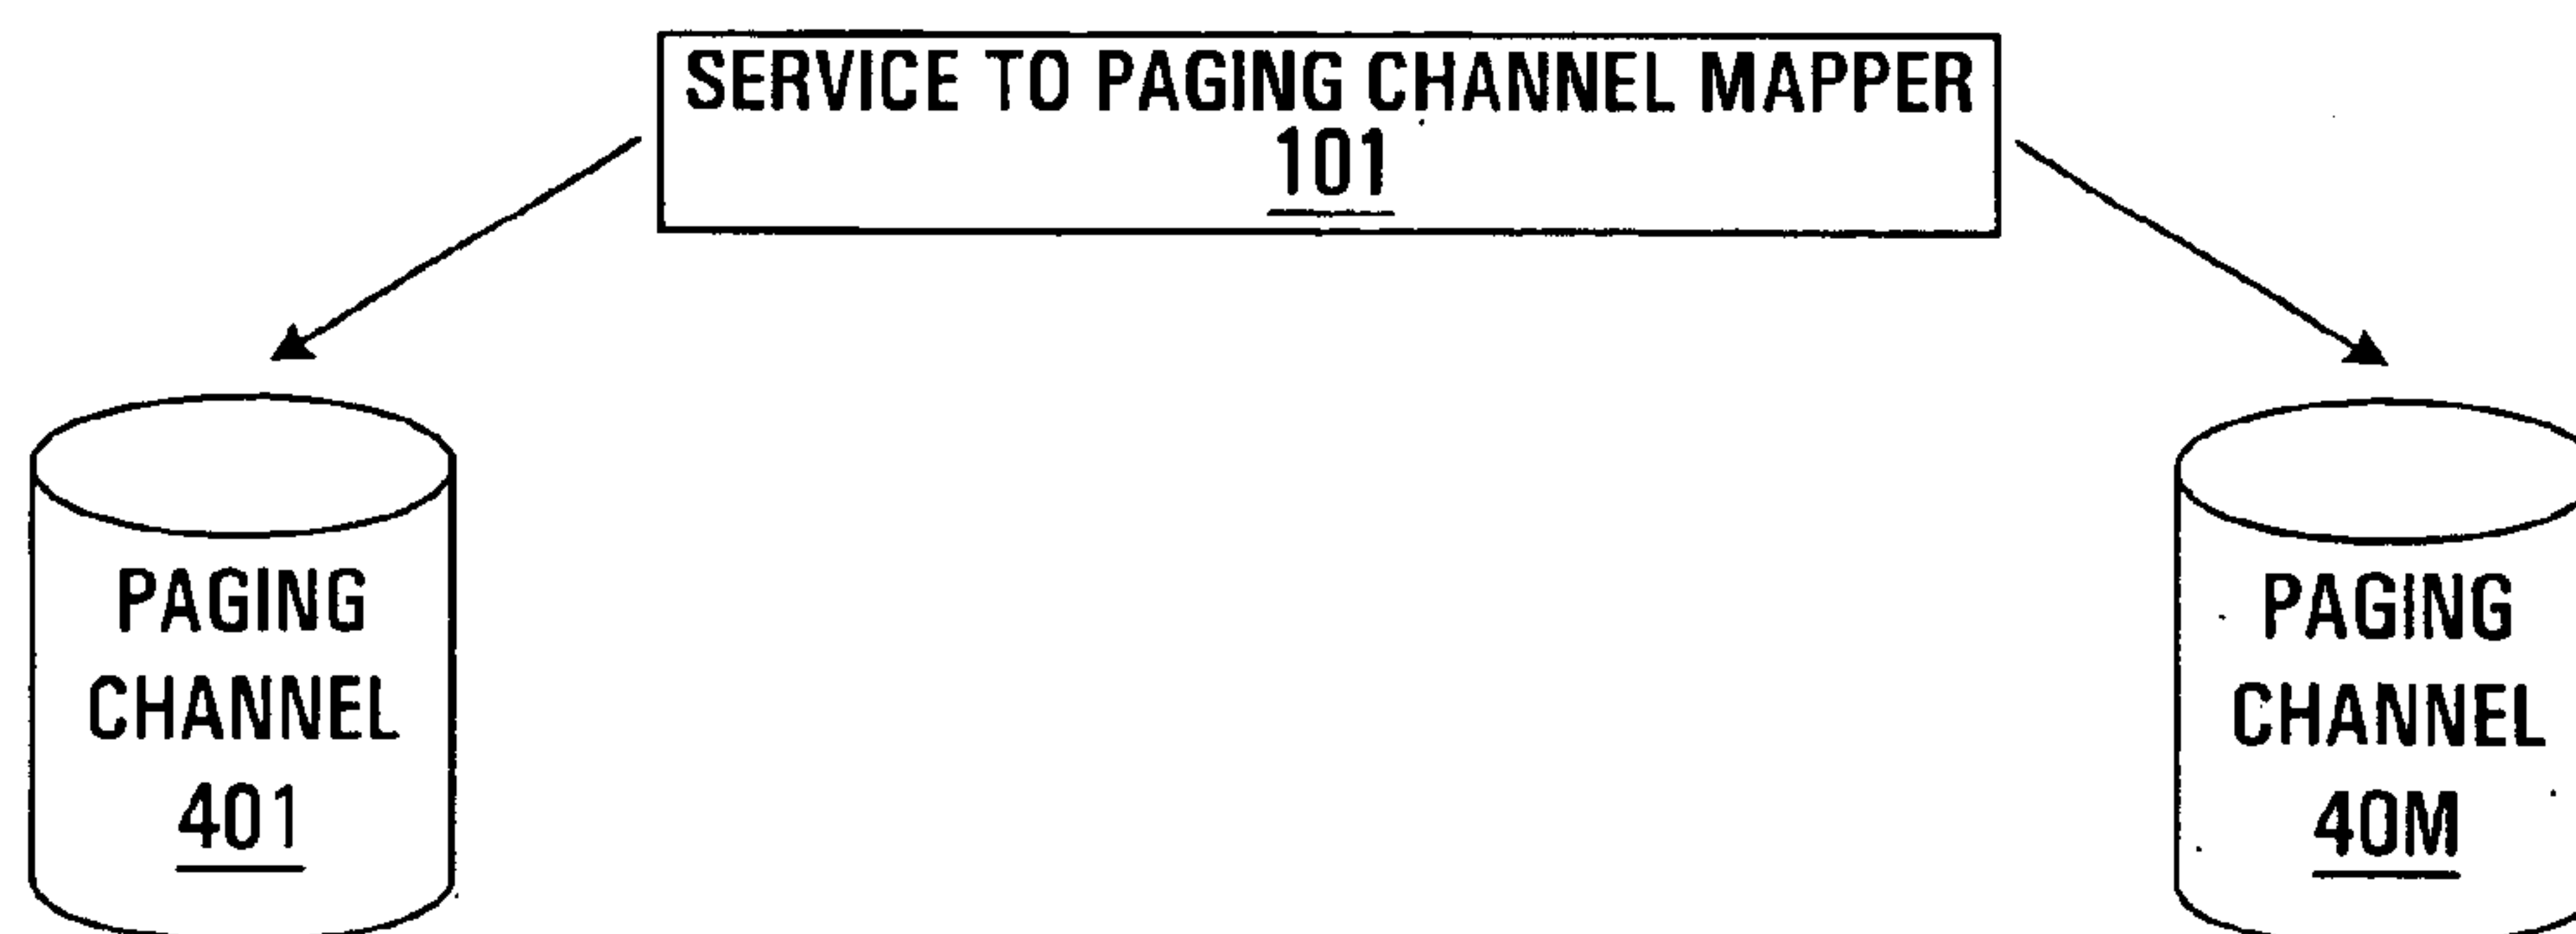 SERVICE TO PAGING CHANNEL MAPPER
101
PAGING
CHANNEL
401
PAGING
CHANNEL
40M